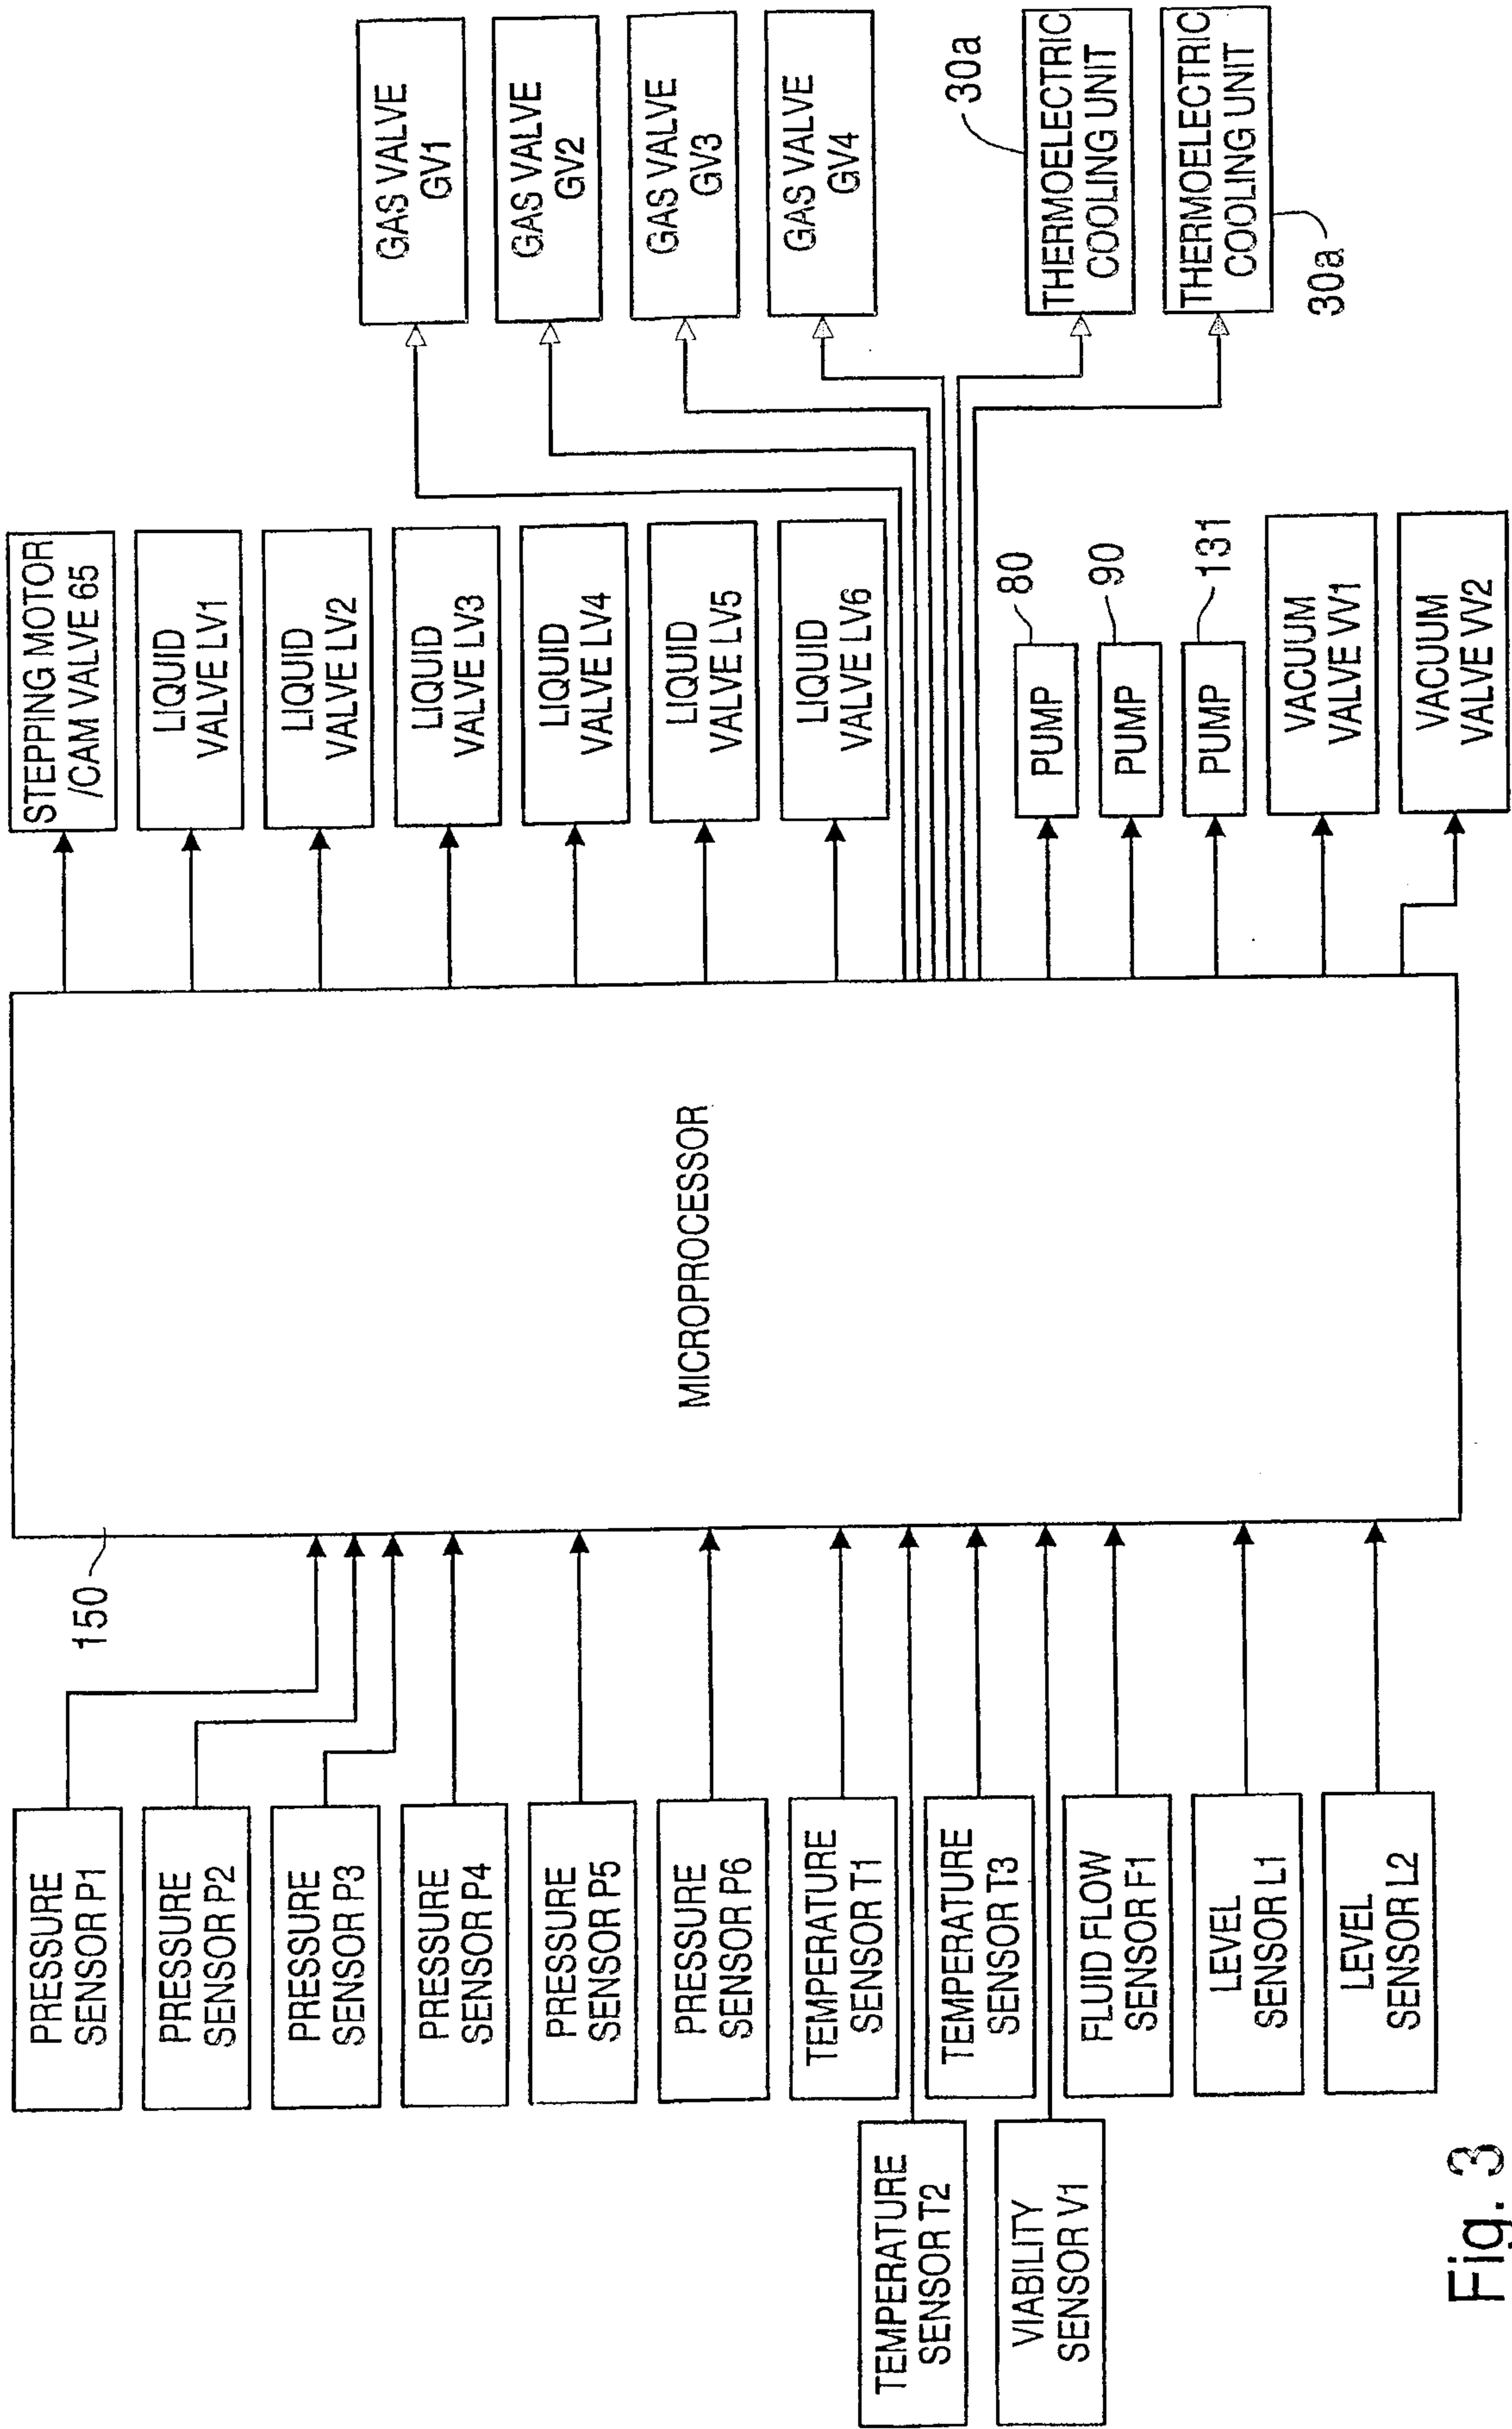 PRESSURE
SENSOR P1
PRESSURE
SENSOR P2
PRESSURE
SENSOR P3
PRESSURE
SENSOR P4
PRESSURE
SENSOR P5
PRESSURE
SENSOR P6
TEMPERATURE
SENSOR T1
TEMPERATURE
SENSOR T2
TEMPERATURE
SENSOR T3
VIABILITY
SENSOR V1
FLUID FLOW
SENSOR F1
LEVEL
SENSOR L1
LEVEL
SENSOR L2
150
MICROPROCESSOR
STEPPING MOTOR
/CAM VALVE 65
LIQUID
VALVE LV1
LIQUID
VALVE LV2
LIQUID
VALVE LV3
LIQUID
VALVE LV4
LIQUID
VALVE LV5
LIQUID
VALVE LV6
PUMP
80
PUMP
90
PUMP
131
VACUUM
VALVE VV1
VACUUM
VALVE VV2
GAS VALVE
GV1
GAS VALVE
GV2
GAS VALVE
GV3
GAS VALVE
GV4
30a
THERMOELECTRIC
COOLING UNIT
THERMOELECTRIC
COOLING UNIT
30a
Fig. 3